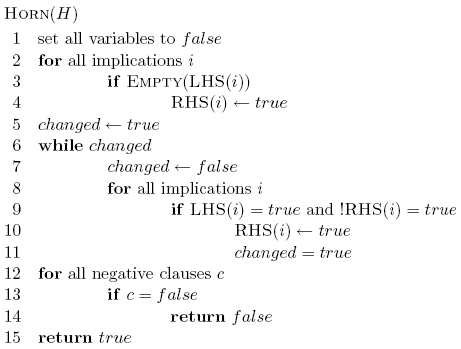 HORN(H)
1 set all variables to false
2 for all implications i
3 if EMPTY(LHS(i))
4 RHS(i) ← true
5 changed ← true
6 while changed
7 changed ← false
8 for all implications i
9 if LHS(i) = true and !RHS(i) = true
10 RHS(i) ← true
11 changed = true
12 for all negative clauses c
13 if c = false
14 return false
15 return true